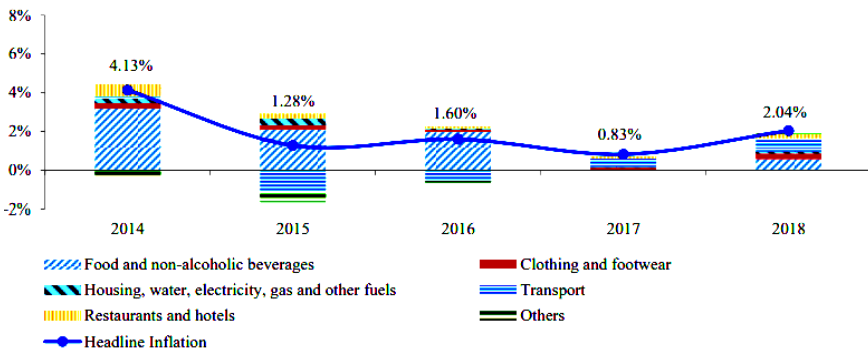 8%
6%
4%
2%
0%
-2%
4.13%
1.28%
1.60%
0.83%
2.04%
2014 2015 2016 2017 2018
Food and non-alcoholic beverages Clothing and footwear
Housing, water, electricity, gas and other fuels Transport
Restaurants and hotels Others
Headline Inflation